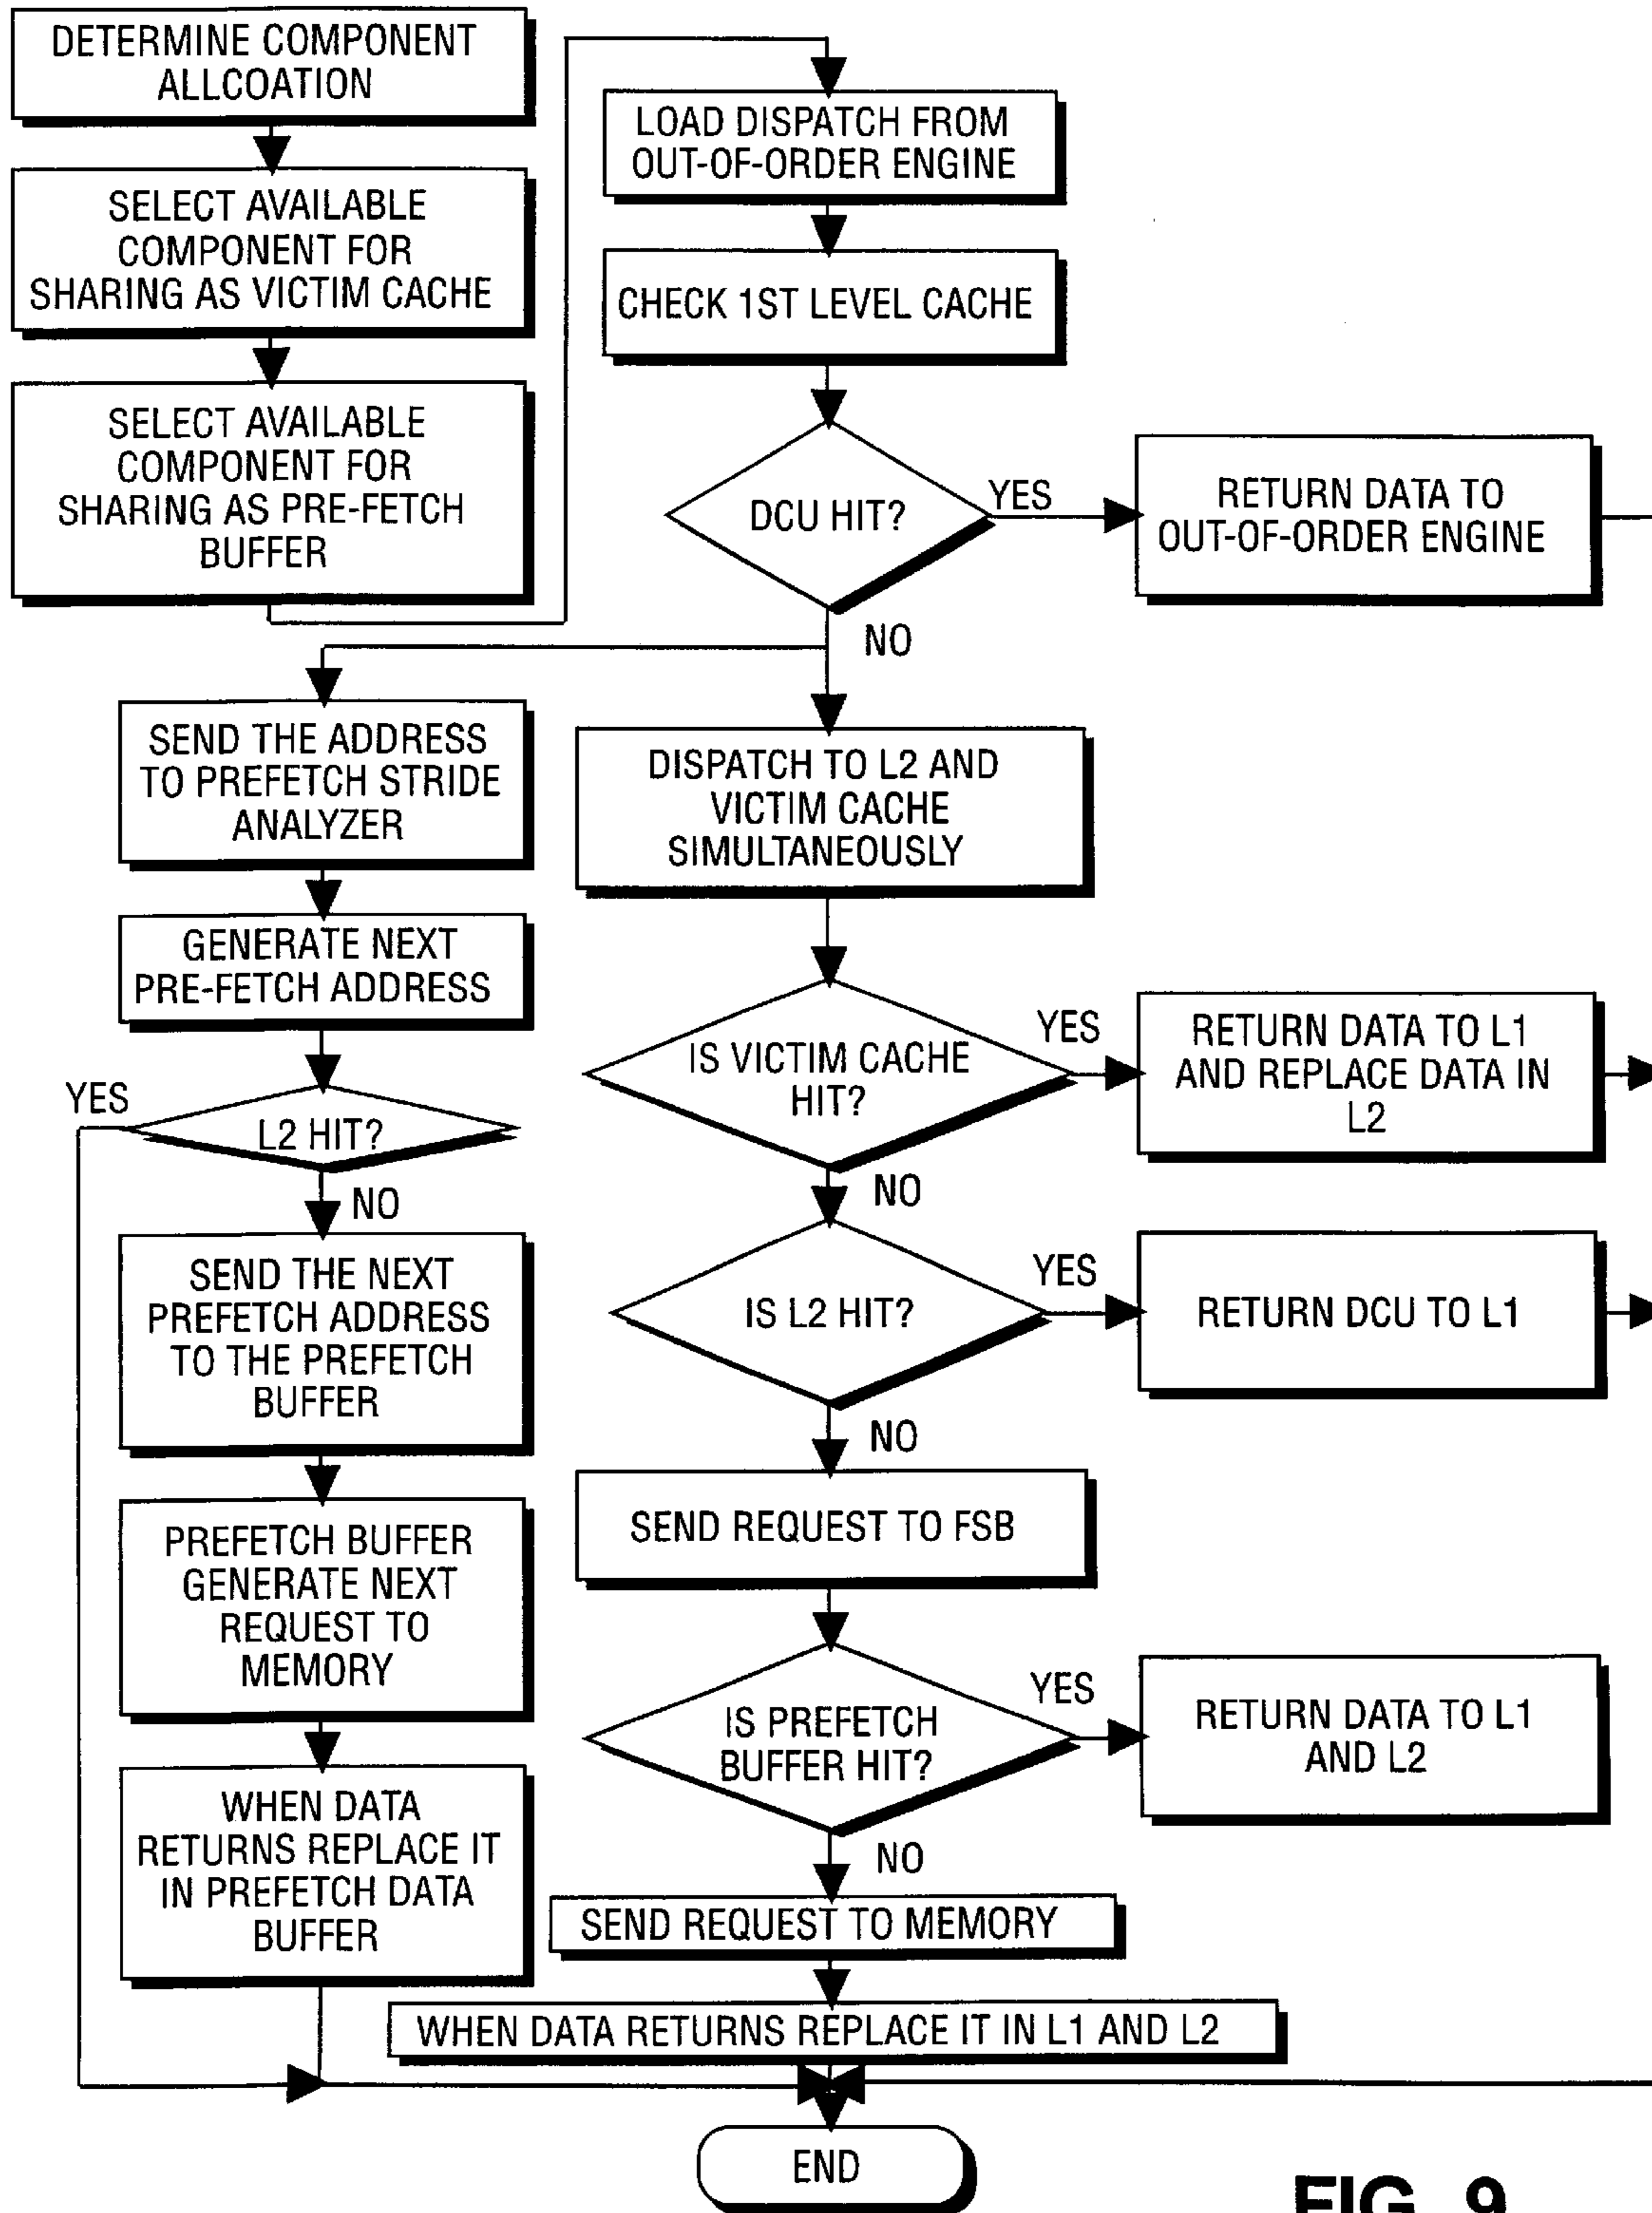 DETERMINE COMPONENT
ALLCOATION
SELECT AVAILABLE
COMPONENT FOR
SHARING AS VICTIM CACHE
SELECT AVAILABLE
COMPONENT FOR
SHARING AS PRE-FETCH
BUFFER
LOAD DISPATCH FROM
OUT-OF-ORDER ENGINE
CHECK 1ST LEVEL CACHE
DCU HIT?
YES
RETURN DATA TO
OUT-OF-ORDER ENGINE
NO
SEND THE ADDRESS
TO PREFETCH STRIDE
ANALYZER
GENERATE NEXT
PRE-FETCH ADDRESS
YES
L2 HIT?
NO
SEND THE NEXT
PREFETCH ADDRESS
TO THE PREFETCH
BUFFER
PREFETCH BUFFER
GENERATE NEXT
REQUEST TO
MEMORY
WHEN DATA
RETURNS REPLACE IT
IN PREFETCH DATA
BUFFER
DISPATCH TO L2 AND
VICTIM CACHE
SIMULTANEOUSLY
IS VICTIM CACHE
HIT?
YES
RETURN DATA TO L1
AND REPLACE DATA IN
L2
NO
IS L2 HIT?
YES
RETURN DCU TO L1
NO
SEND REQUEST TO FSB
IS PREFETCH
BUFFER HIT?
YES
RETURN DATA TO L1
AND L2
NO
SEND REQUEST TO MEMORY
WHEN DATA RETURNS REPLACE IT IN L1 AND L2
END
FIG. 9